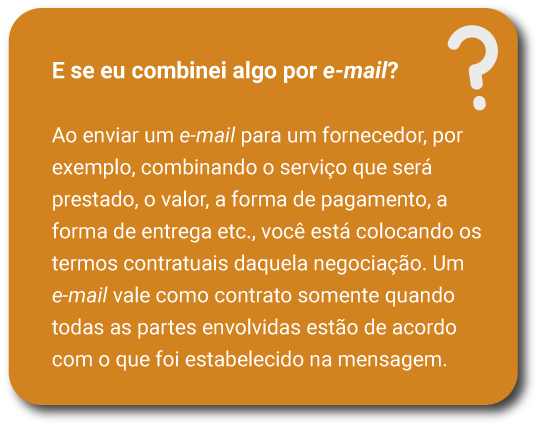 E se eu combinei algo por e-mail?
Ao enviar um e-mail para um fornecedor, por
exemplo, combinando o serviço que será
prestado, o valor, a forma de pagamento, a
forma de entrega etc., você está colocando os
termos contratuais daquela negociação. Um
e-mail vale como contrato somente quando
todas as partes envolvidas estão de acordo
com o que foi estabelecido na mensagem.
?